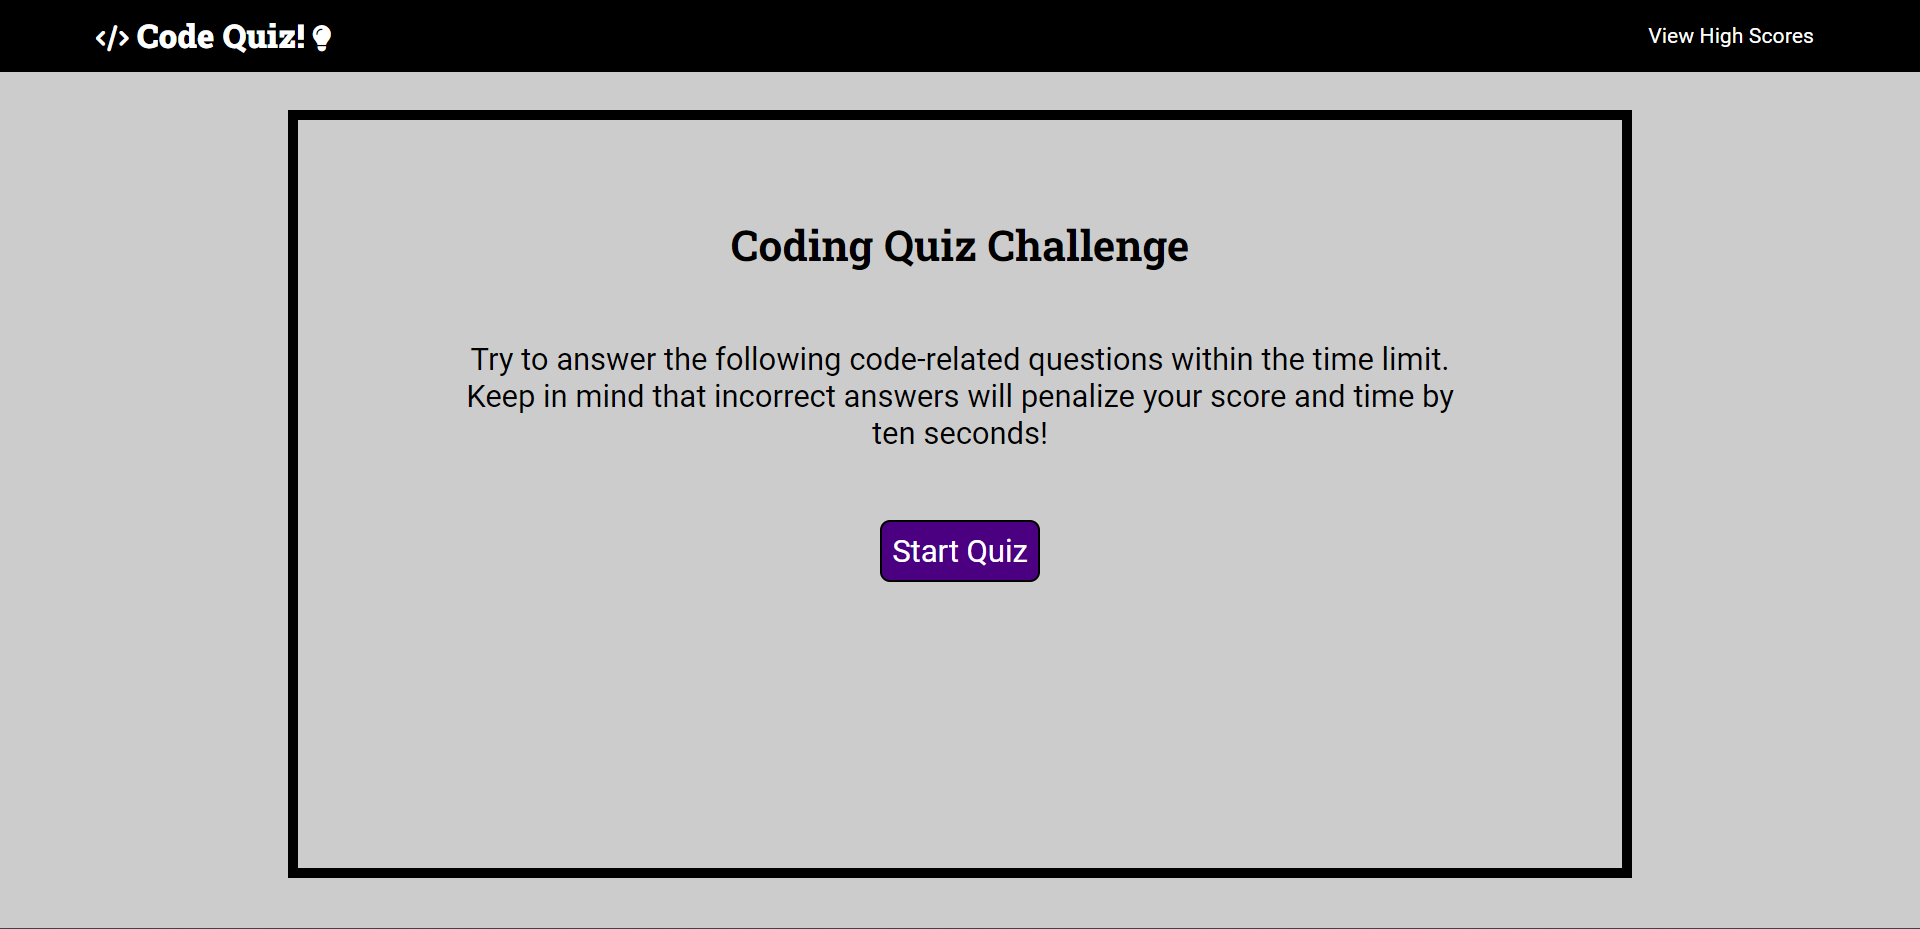 </> Code Quiz!
View High Scores
Coding Quiz Challenge
Try to answer the following code-related questions within the time limit.
Keep in mind that incorrect answers will penalize your score and time by
ten seconds!
Start Quiz